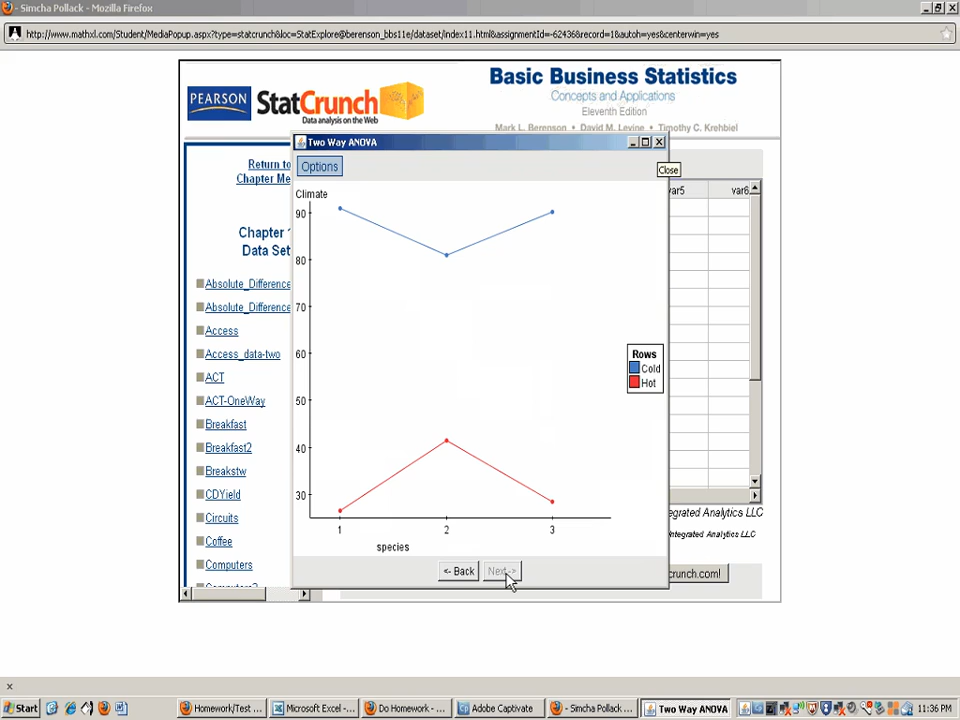 - Simcha Pollack - Mozilla Firefox
http://www.mathxl.com/Student/MediaPopup.aspx?type=statcrunch&loc=StatExplore@berenson_bbs11e/dataset/index11.html&assignmentId=-62436&record=1&autoh=yes&centerwin=yes
PEARSON
StatCrunch
Data analysis on the Web
Basic Business Statistics
Concepts and Applications
Eleventh Edition
Mark L. Berenson • David M. Levine • Timothy C. Krehbiel
Return to
Chapter Me
Chapter
Data Set
Absolute_Difference
Absolute_Difference
Access
Access_data-two
ACT
ACT-OneWay
Breakfast
Breakfast2
Breakstw
CDYield
Circuits
Coffee
Computers
Computers2
Two Way ANOVA
Options
Close
var5
var6
Climate
90
80
70
60
50
40
30
1
2
3
species
Rows
Cold
Hot
<- Back
Next ->
egrated Analytics LLC
Integrated Analytics LLC
crunch.com!
x
Start
Homework/Test ...
Microsoft Excel -...
Do Homework - ...
Adobe Captivate
- Simcha Pollack ...
Two Way ANOVA
11:36 PM